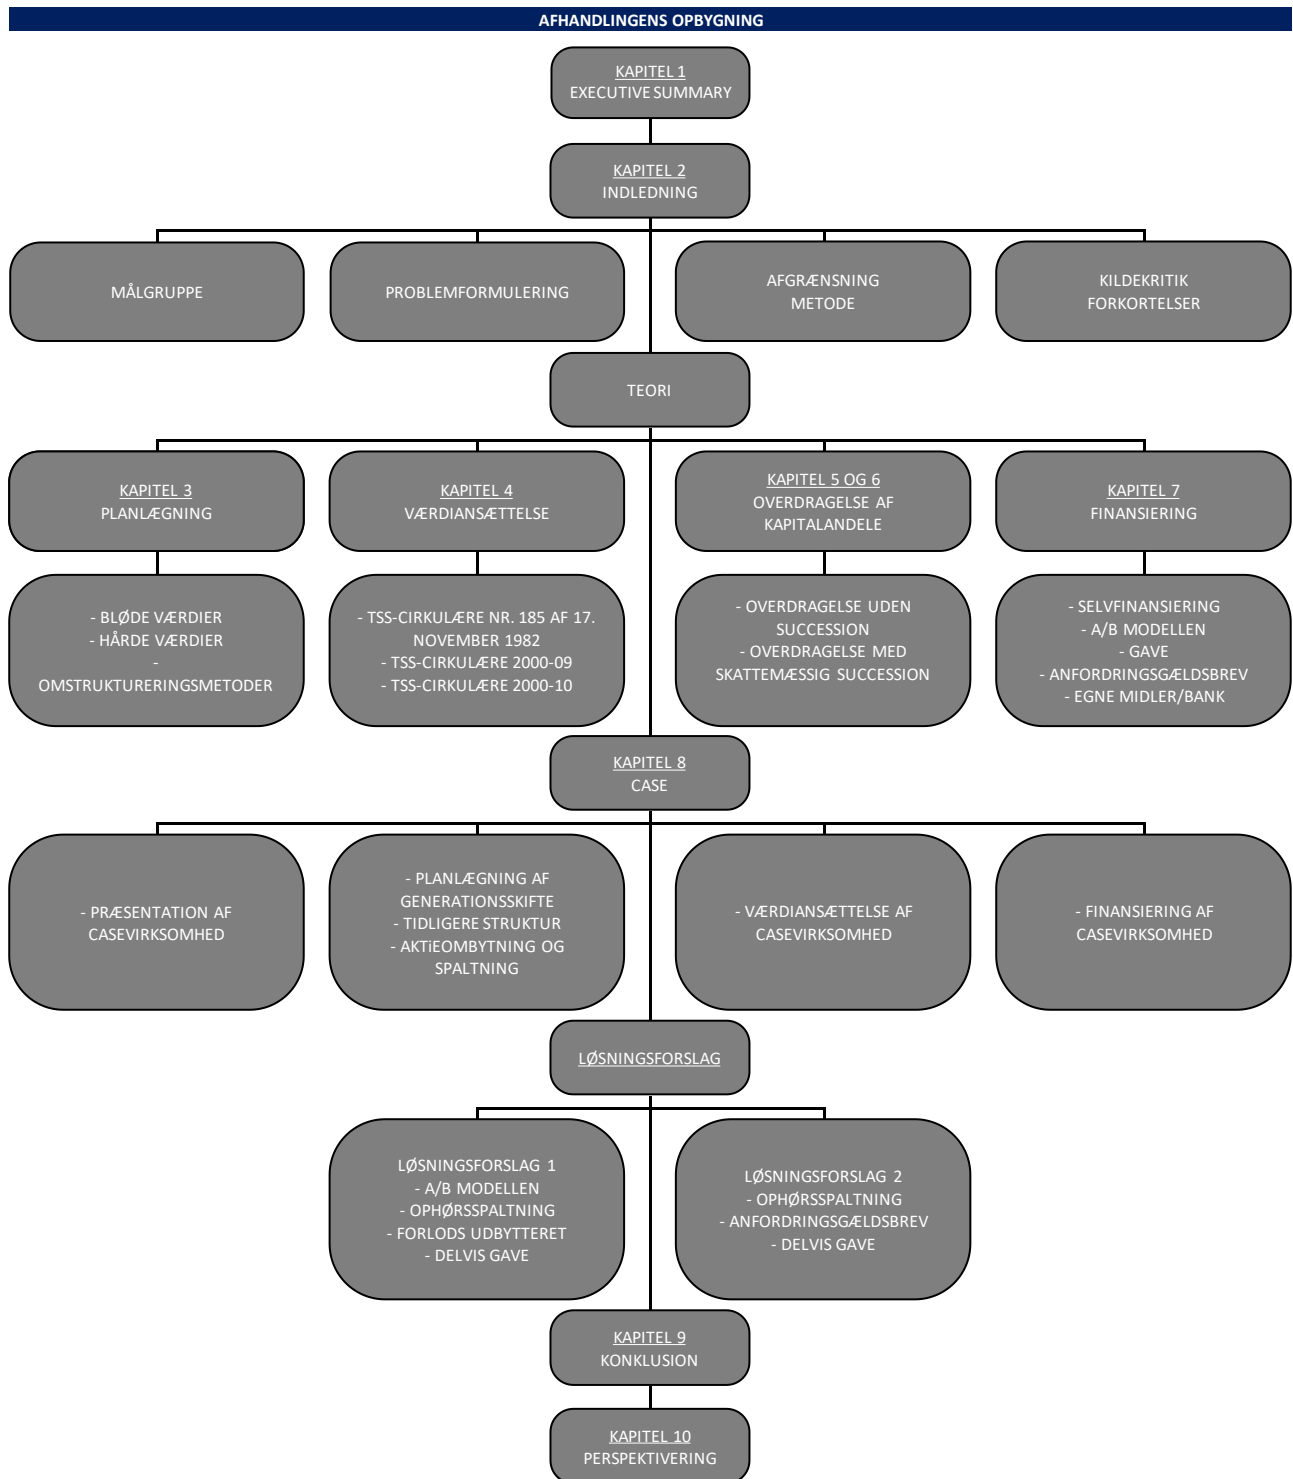 AFHANDLINGENS OPBYGNING
KAPITEL 1
EXECUTIVE SUMMARY
KAPITEL 2
INDLEDNING
MÅLGRUPPE
PROBLEMFORMULERING
AFGRÆNSNING
METODE
KILDEKRITIK
FORKORTELSER
TEORI
KAPITEL 3
PLANLÆGNING
KAPITEL 4
VÆRDIANSÆTTELSE
KAPITEL 5 OG 6
OVERDRAGELSE AF
KAPITALANDELE
KAPITEL 7
FINANSIERING
- BLØDE VÆRDIER
- HÅRDE VÆRDIER
-
OMSTRUKTURERINGSMETODER
- TSS-CIRKULÆRE NR. 185 AF 17.
NOVEMBER 1982
- TSS-CIRKULÆRE 2000-09
- TSS-CIRKULÆRE 2000-10
- OVERDRAGELSE UDEN
SUCCESSION
- OVERDRAGELSE MED
SKATTEMÆSSIG SUCCESSION
- SELVFINANSIERING
- A/B MODELLEN
- GAVE
- ANFORDRINGSGÆLDSBREV
- EGNE MIDLER/BANK
KAPITEL 8
CASE
- PRÆSENTATION AF
CASEVIRKSOMHED
- PLANLÆGNING AF
GENERATIONSSKIFTE
- TIDLIGERE STRUKTUR
- AKTiEOMBYTNING OG
SPALTNING
- VÆRDIANSÆTTELSE AF
CASEVIRKSOMHED
- FINANSIERING AF
CASEVIRKSOMHED
LØSNINGSFORSLAG
LØSNINGSFORSLAG 1
- A/B MODELLEN
- OPHØRSSPALTNING
- FORLODS UDBYTTERET
- DELVIS GAVE
LØSNINGSFORSLAG 2
- OPHØRSSPALTNING
- ANFORDRINGSGÆLDSBREV
- DELVIS GAVE
KAPITEL 9
KONKLUSION
KAPITEL 10
PERSPEKTIVERING